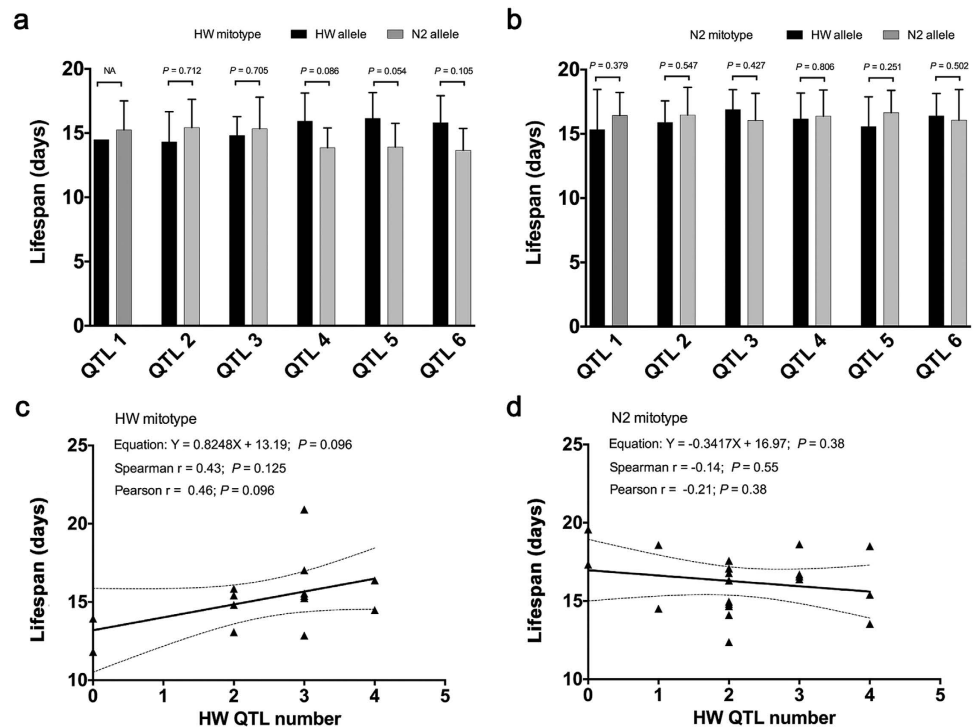 a
HW mitotype HW allele N2 allele
NA P = 0.712 P = 0.705 P = 0.086 P = 0.054 P = 0.105
20
15
10
5
0
Lifespan (days)
QTL 1 QTL 2 QTL 3 QTL 4 QTL 5 QTL 6
b
N2 mitotype HW allele N2 allele
P = 0.379 P = 0.547 P = 0.427 P = 0.806 P = 0.251 P = 0.502
20
15
10
5
0
Lifespan (days)
QTL 1 QTL 2 QTL 3 QTL 4 QTL 5 QTL 6
c
HW mitotype
Equation: Y = 0.8248X + 13.19; P = 0.096
Spearman r = 0.43; P = 0.125
Pearson r = 0.46; P = 0.096
25
20
15
10
Lifespan (days)
0 1 2 3 4 5
HW QTL number
d
N2 mitotype
Equation: Y = -0.3417X + 16.97; P = 0.38
Spearman r = -0.14; P = 0.55
Pearson r = -0.21; P = 0.38
25
20
15
10
Lifespan (days)
0 1 2 3 4 5
HW QTL number